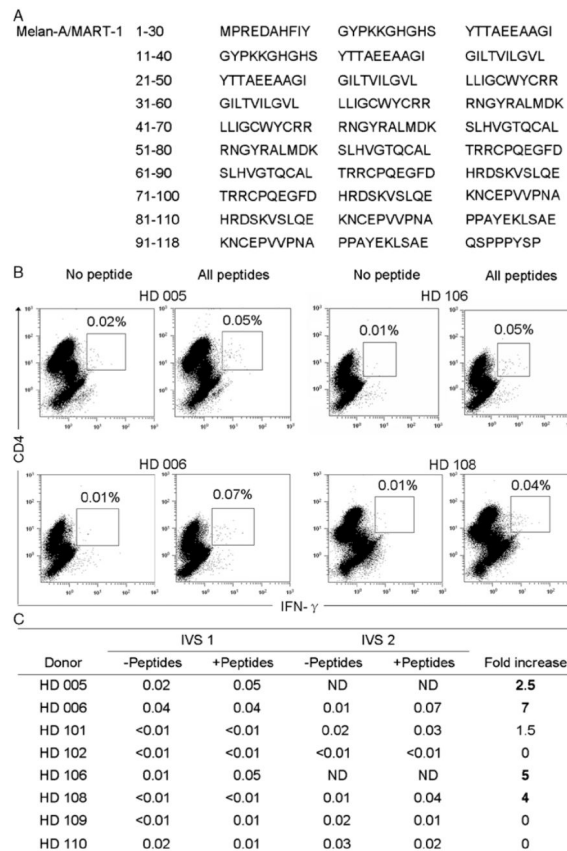 A
Melan-A/MART-1 1-30 MPREDAHFIY GYPKKGHGHS YTTAEEAAGI
11-40 GYPKKGHGHS YTTAEEAAGI GILTVILGVL
21-50 YTTAEEAAGI GILTVILGVL LLIGCWYCRR
31-60 GILTVILGVL LLIGCWYCRR RNGYRALMDK
41-70 LLIGCWYCRR RNGYRALMDK SLHVGTQCAL
51-80 RNGYRALMDK SLHVGTQCAL TRRCPQEGFD
61-90 SLHVGTQCAL TRRCPQEGFD HRDSKVSLQE
71-100 TRRCPQEGFD HRDSKVSLQE KNCEPVVPNA
81-110 HRDSKVSLQE KNCEPVVPNA PPAYEKLSAE
91-118 KNCEPVVPNA PPAYEKLSAE QSPPPYSP
B
No peptide All peptides No peptide All peptides
HD 005 HD 106
0.02% 0.05% 0.01% 0.05%
HD 006 HD 108
0.01% 0.07% 0.01% 0.04%
CD4
IFN- γ
C
IVS 1 IVS 2
Donor -Peptides +Peptides -Peptides +Peptides Fold increase
HD 005 0.02 0.05 ND ND 2.5
HD 006 0.04 0.04 0.01 0.07 7
HD 101 <0.01 <0.01 0.02 0.03 1.5
HD 102 <0.01 <0.01 <0.01 <0.01 0
HD 106 0.01 0.05 ND ND 5
HD 108 <0.01 <0.01 0.01 0.04 4
HD 109 <0.01 0.01 0.02 0.01 0
HD 110 0.02 0.01 0.03 0.02 0